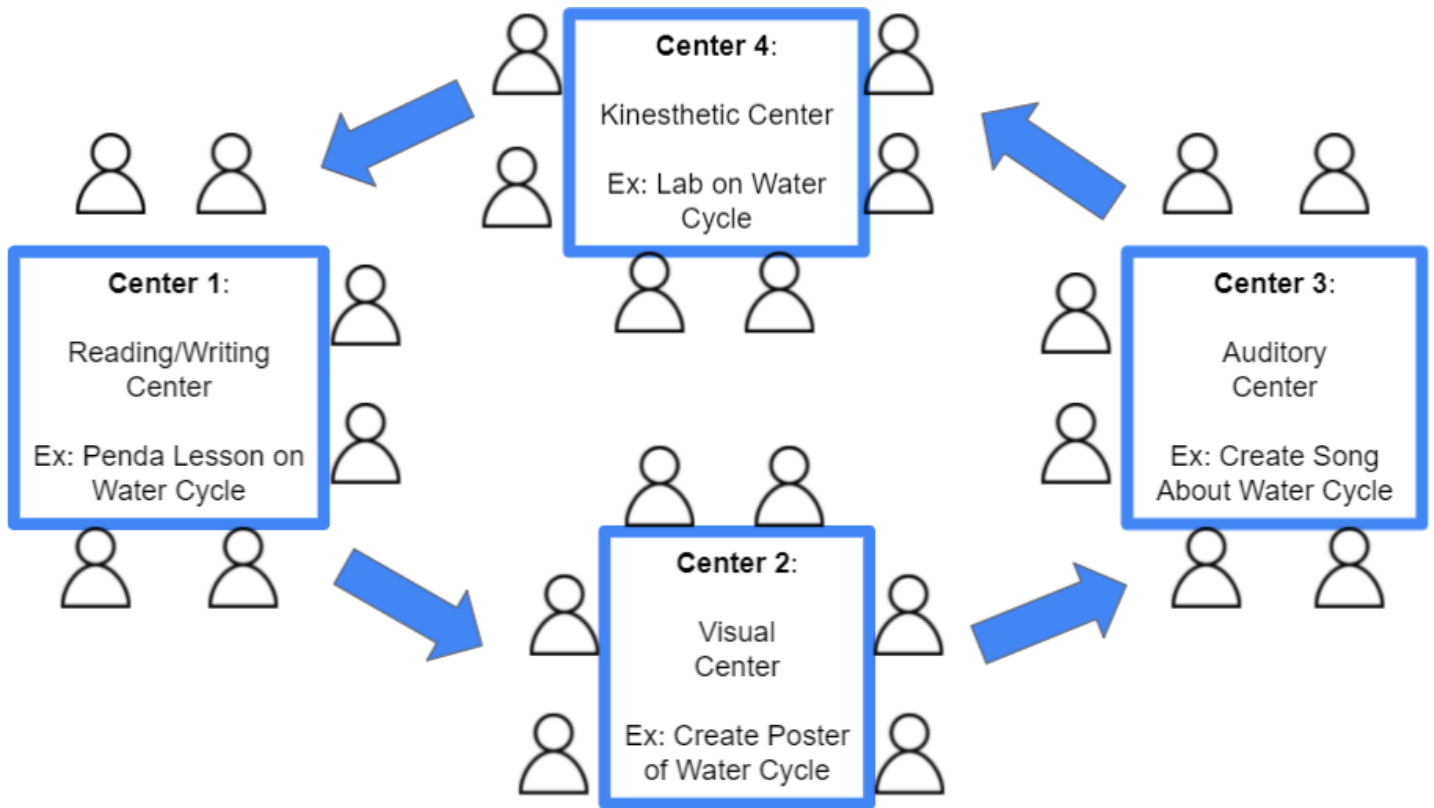 Center 4:
Kinesthetic Center
Ex: Lab on Water
Cycle
Center 1:
Reading/Writing
Center
Ex: Penda Lesson on
Water Cycle
Center 3:
Auditory
Center
Ex: Create Song
About Water Cycle
Center 2:
Visual
Center
Ex: Create Poster
of Water Cycle